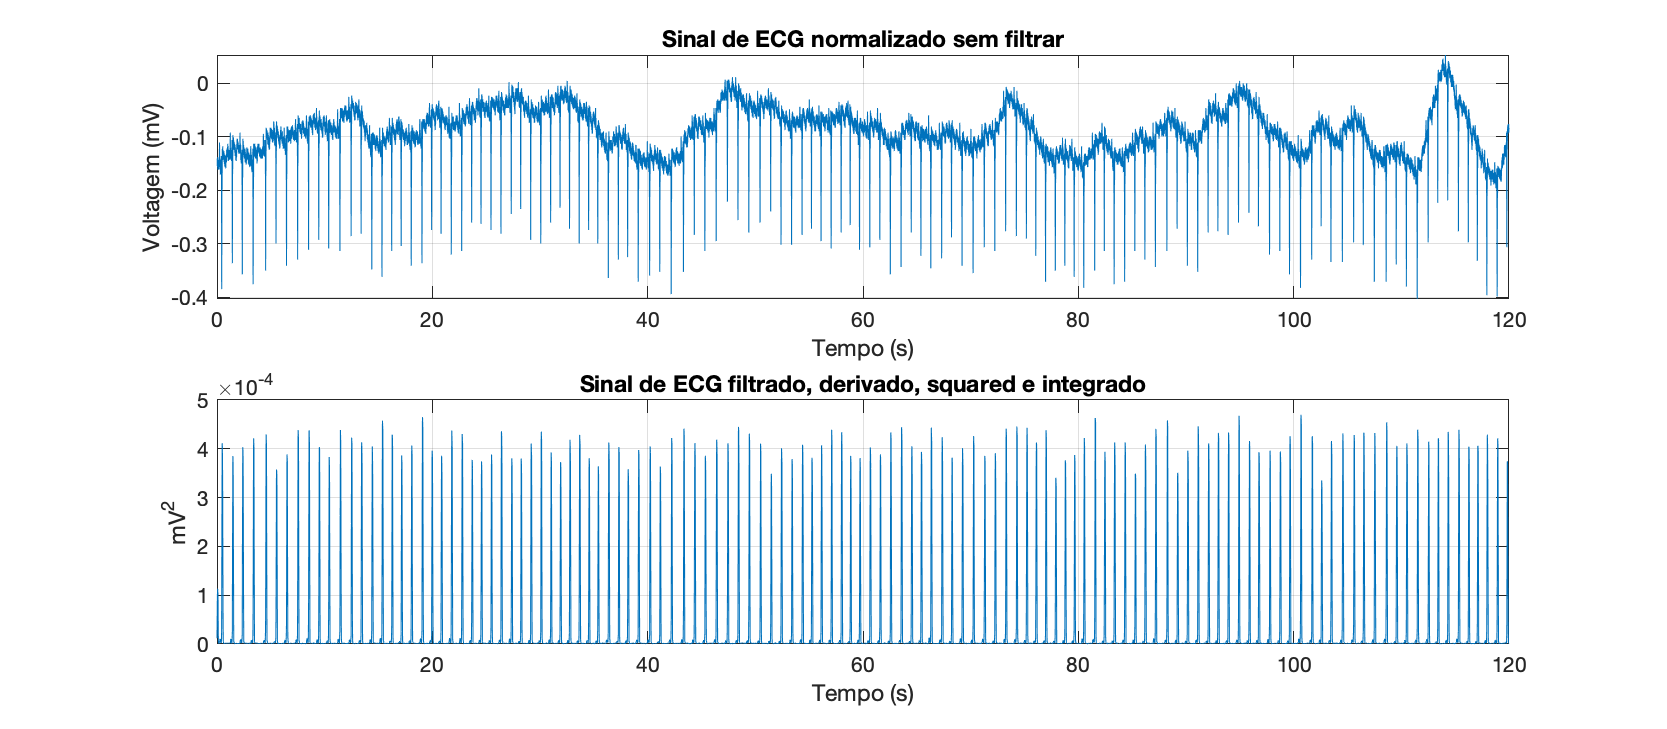 Sinal de ECG normalizado sem filtrar
Voltagem (mV)
0
-0.1
-0.2
-0.3
-0.4
0 20 40 60 80 100 120
Tempo (s)
Sinal de ECG filtrado, derivado, squared e integrado
×10⁻⁴
mV²
5
4
3
2
1
0
0 20 40 60 80 100 120
Tempo (s)